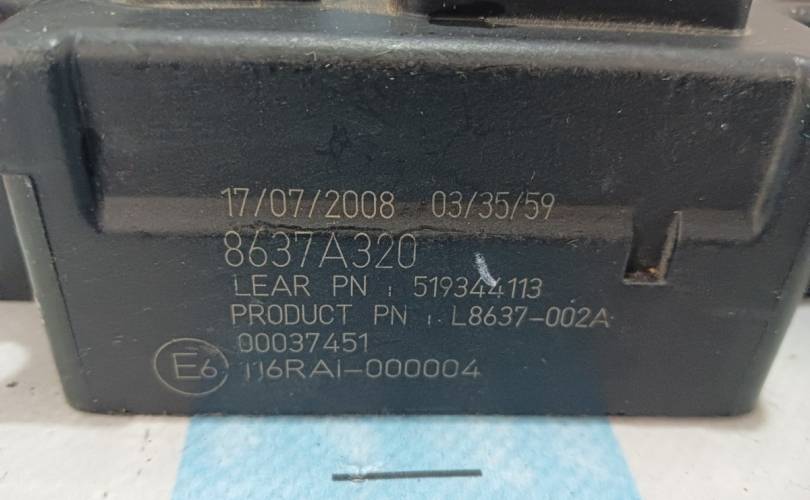 17/07/2008 03/35/59
8637A320
LEAR PN : 519344113
PRODUCT PN : L8637-002A
00037451
E6 116RAI-000004